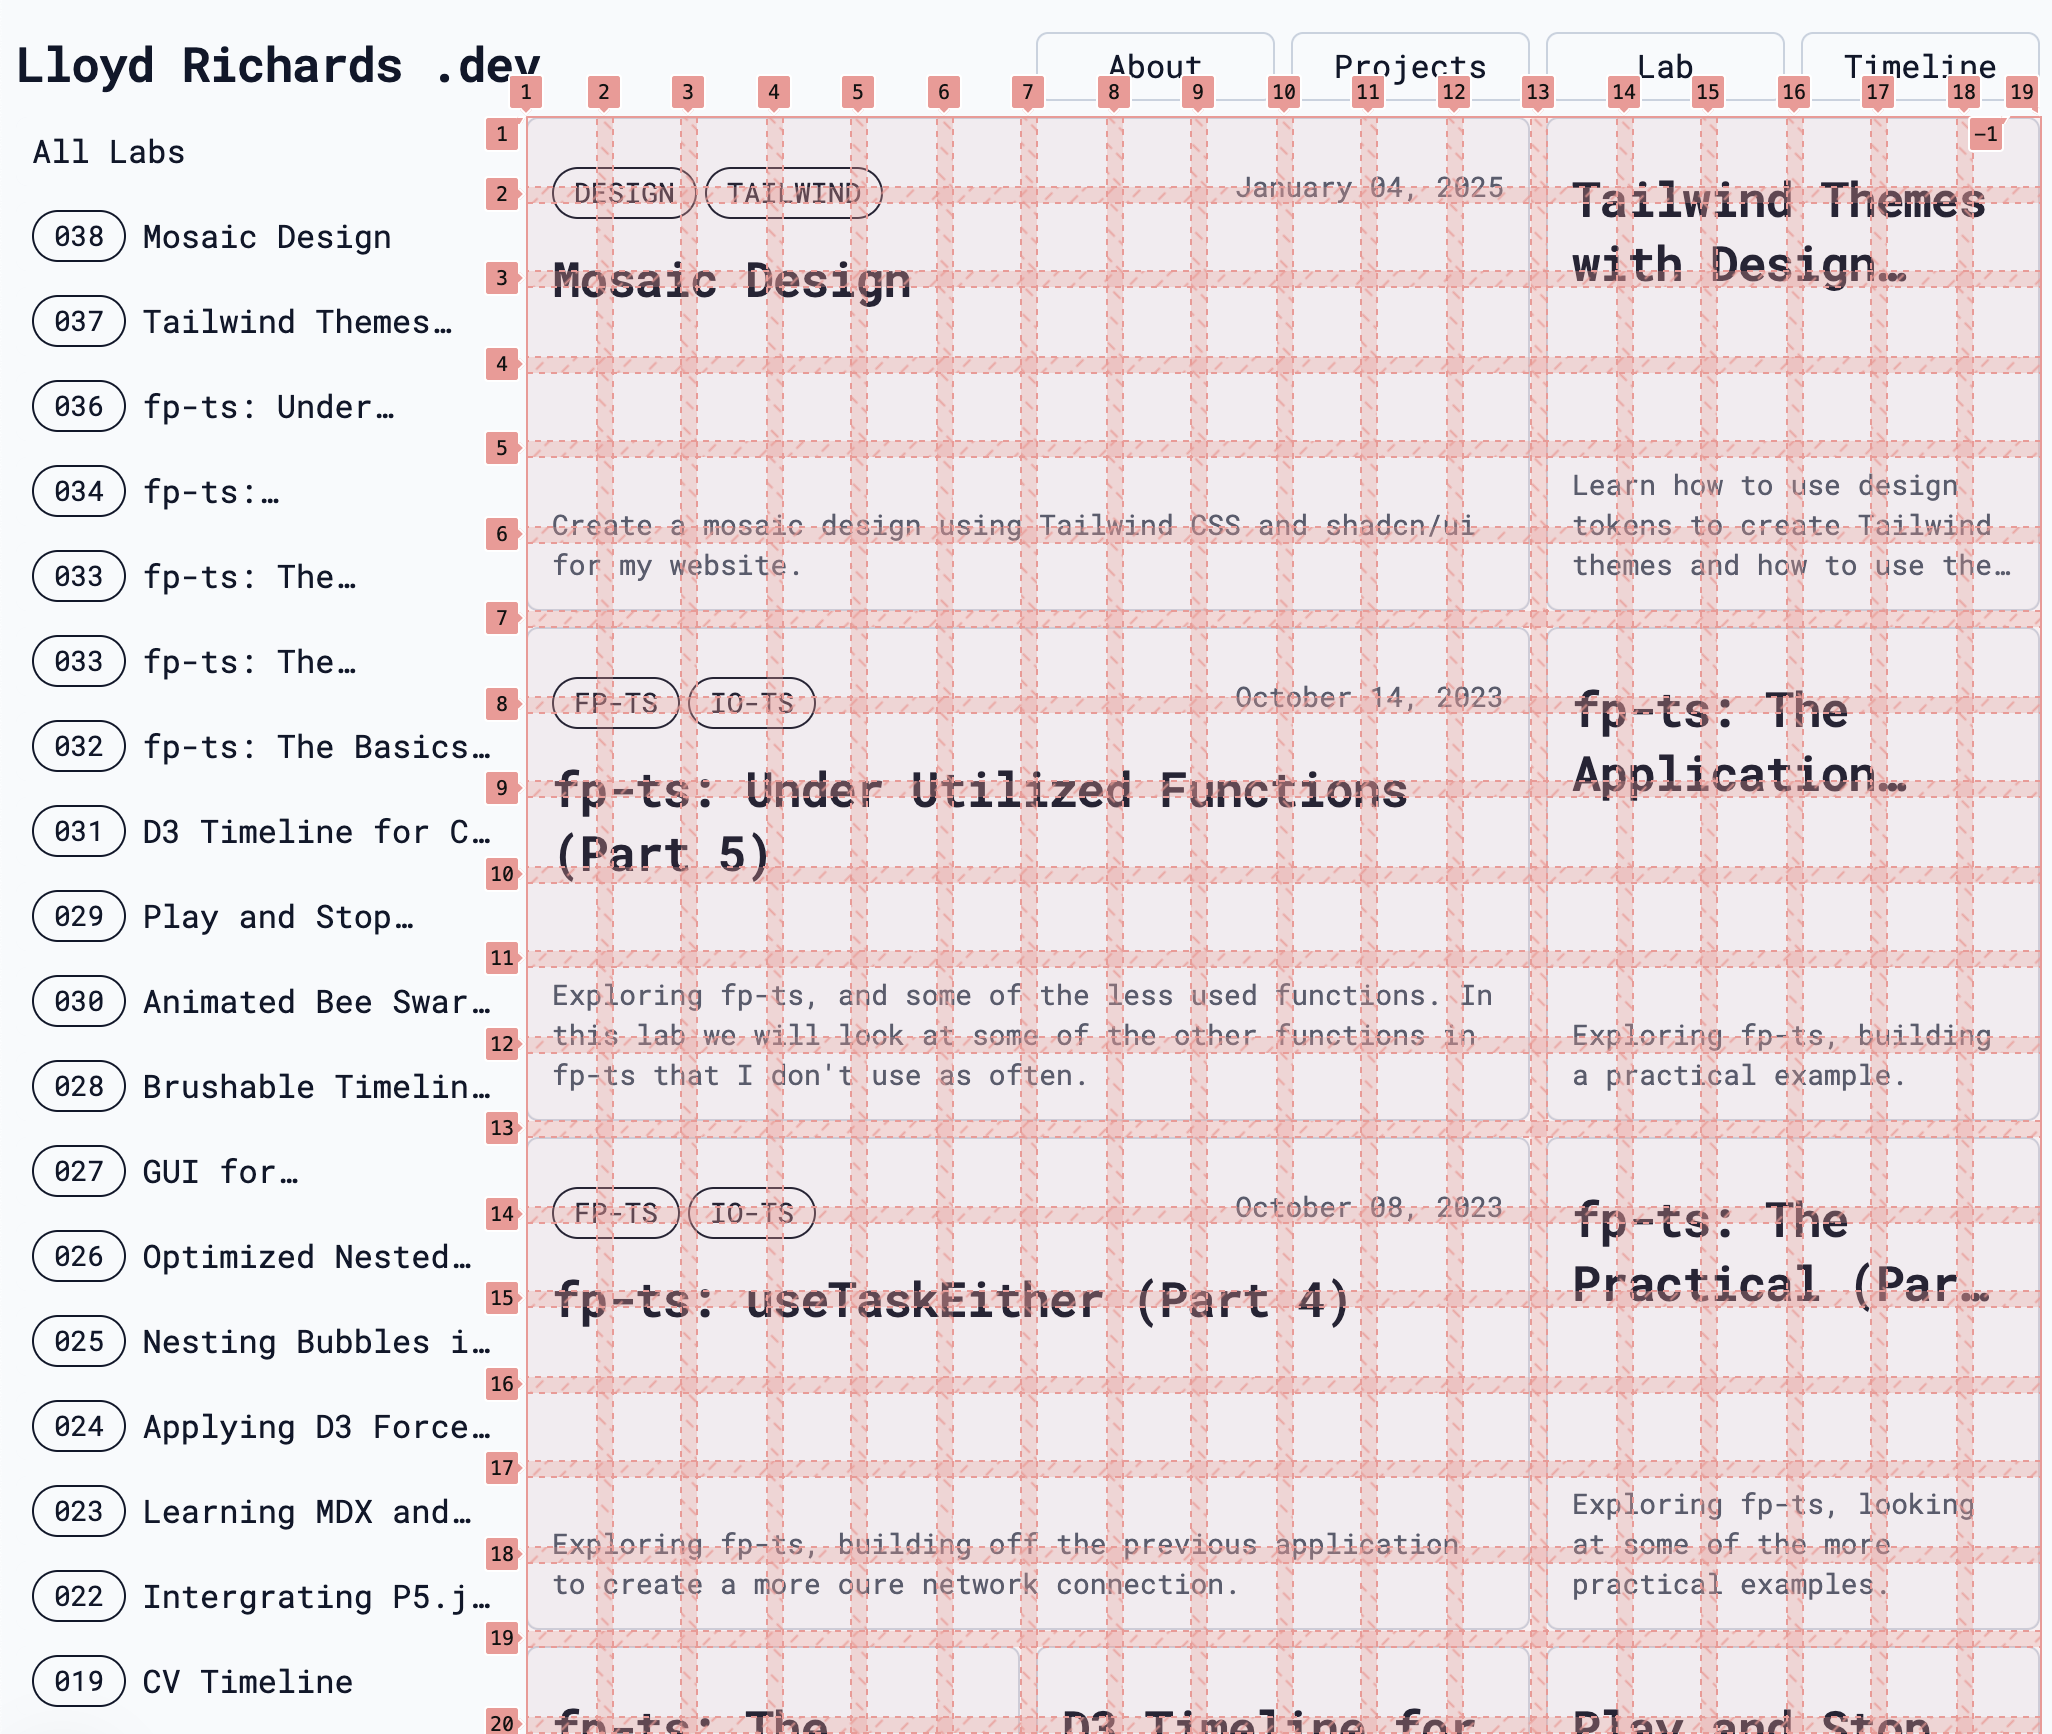 Lloyd Richards .dev
About
Projects
Lab
Timeline
1 2 3 4 5 6 7 8 9 10 11 12 13 14 15 16 17 18 19
All Labs
038 Mosaic Design
037 Tailwind Themes…
036 fp-ts: Under…
034 fp-ts:…
033 fp-ts: The…
033 fp-ts: The…
032 fp-ts: The Basics…
031 D3 Timeline for C…
029 Play and Stop…
030 Animated Bee Swar…
028 Brushable Timelin…
027 GUI for…
026 Optimized Nested…
025 Nesting Bubbles i…
024 Applying D3 Force…
023 Learning MDX and…
022 Intergrating P5.j…
019 CV Timeline
1
2
3
4
5
6
7
8
9
10
11
12
13
14
15
16
17
18
19
20
-1
DESIGN TAILWIND January 04, 2025
Mosaic Design
Create a mosaic design using Tailwind CSS and shadcn/ui
for my website.
Tailwind Themes
with Design…
Learn how to use design
tokens to create Tailwind
themes and how to use the…
FP-TS IO-TS October 14, 2023
fp-ts: Under Utilized Functions
(Part 5)
Exploring fp-ts, and some of the less used functions. In
this lab we will look at some of the other functions in
fp-ts that I don't use as often.
fp-ts: The
Application…
Exploring fp-ts, building
a practical example.
FP-TS IO-TS October 08, 2023
fp-ts: useTaskEither (Part 4)
Exploring fp-ts, building off the previous application
to create a more cure network connection.
fp-ts: The
Practical (Par…
Exploring fp-ts, looking
at some of the more
practical examples.
fp-ts: The
D3 Timeline for
Play and Stop